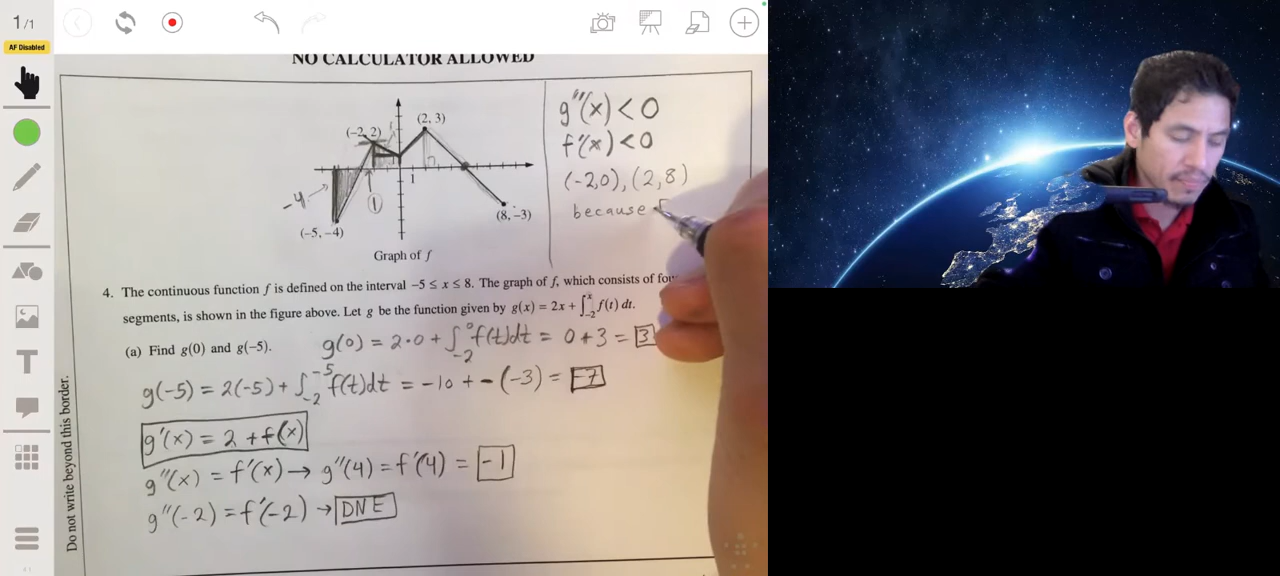 1/1
AF Disabled
NO CALCULATOR ALLOWED
(-2, 2)
(2, 3)
1
-4
1
(-5, -4)
(8, -3)
Graph of f
g''(x) < 0
f'(x) < 0
(-2,0), (2,8)
because f
4. The continuous function f is defined on the interval -5 ≤ x ≤ 8. The graph of f, which consists of
segments, is shown in the figure above. Let g be the function given by g(x) = 2x + ∫_{-2}^{x} f(t) dt.
(a) Find g(0) and g(-5).
g(0) = 2·0 + ∫_{-2}^{0} f(t)dt = 0 + 3 = 3
g(-5) = 2(-5) + ∫_{-2}^{-5} f(t)dt = -10 + -(-3) = -7
g'(x) = 2 + f(x)
g''(x) = f'(x) → g''(4) = f'(4) = -1
g''(-2) = f'(-2) → DNE
Do not write beyond this border.